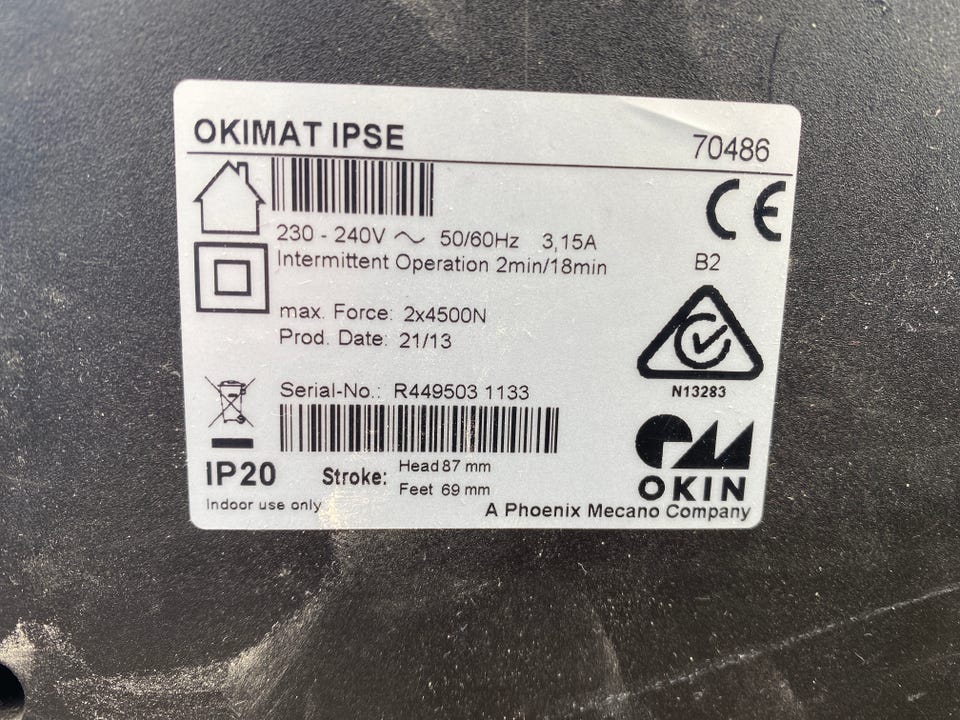 OKIMAT IPSE
70486
CE
230 - 240V ~ 50/60Hz 3,15A
Intermittent Operation 2min/18min
B2
max. Force: 2x4500N
Prod. Date: 21/13
N13283
Serial-No.: R449503 1133
IP20
Stroke: Head 87 mm
Feet 69 mm
OKIN
Indoor use only
A Phoenix Mecano Company